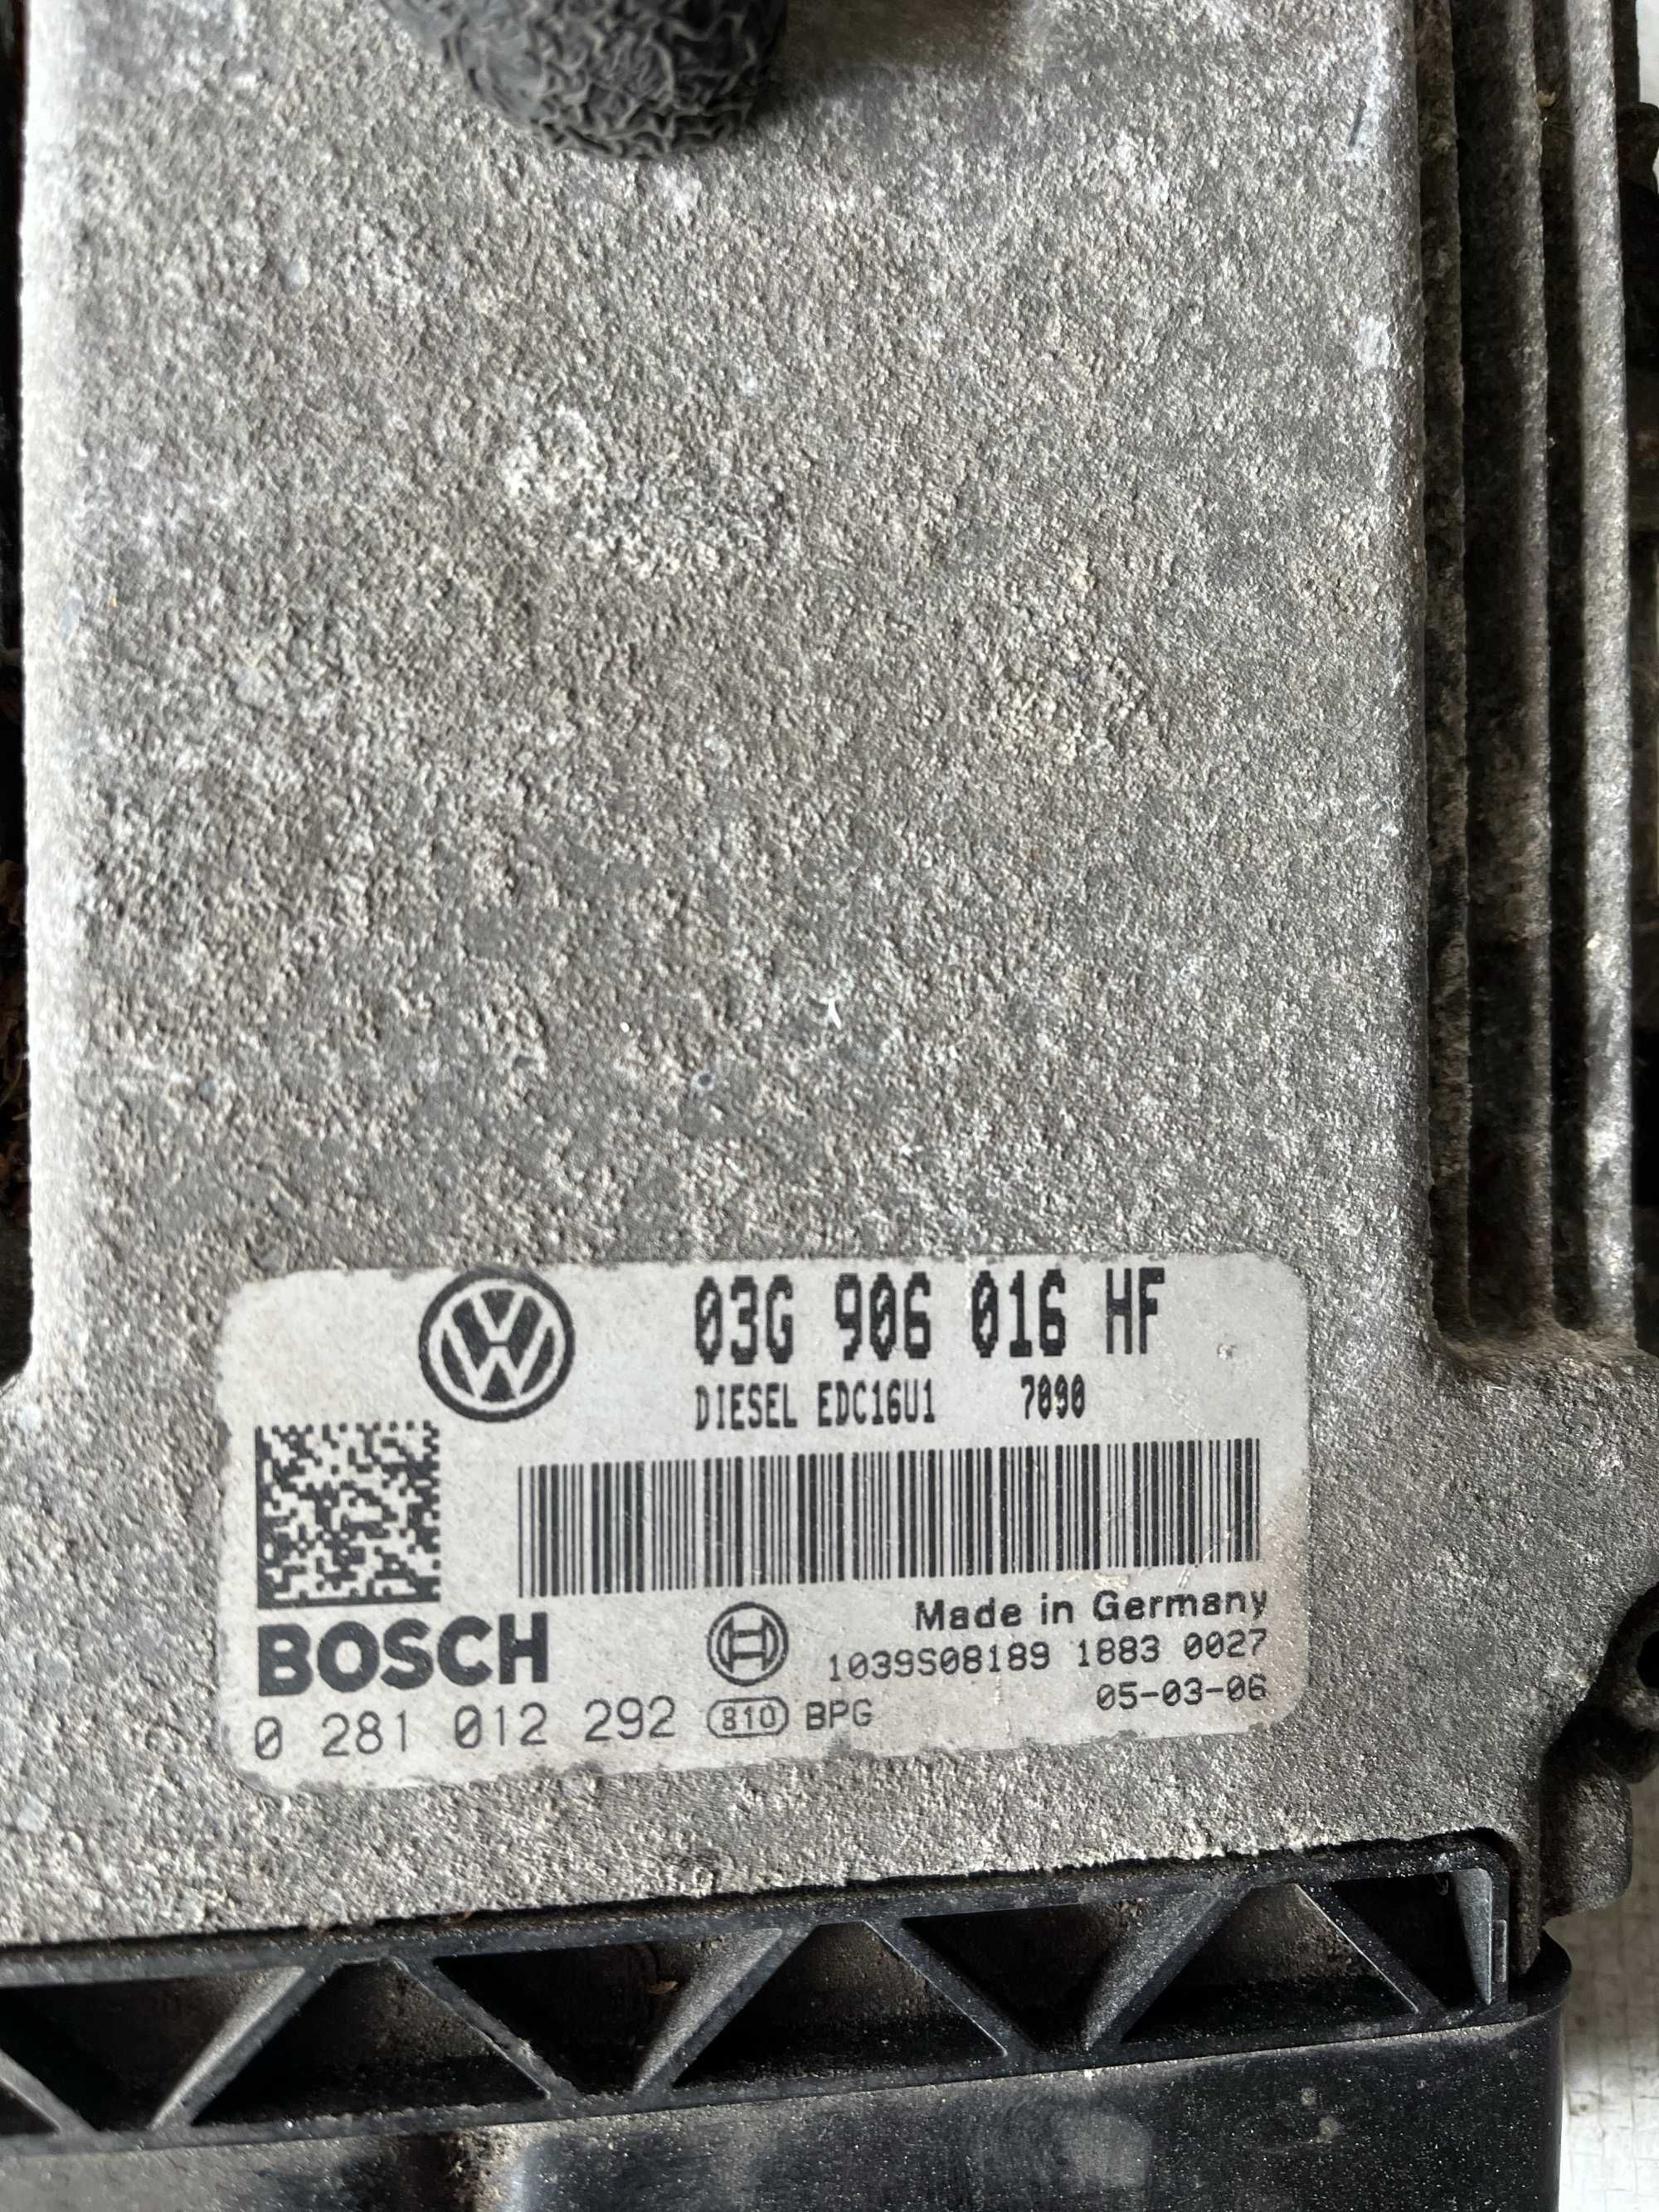 03G 906 016 HF
DIESEL EDC16U1 7090
Made in Germany
BOSCH
1039S08189 1883 0027
0 281 012 292 810 BPG 05-03-06